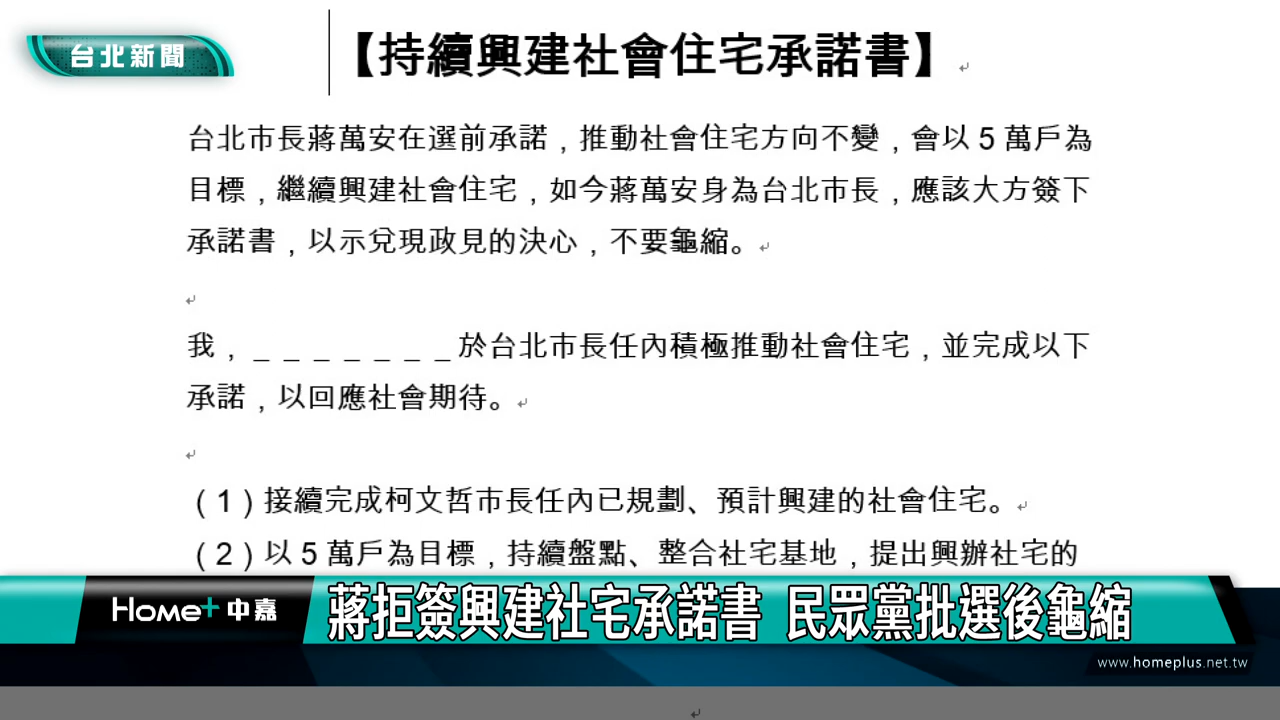 台北新聞
【持續興建社會住宅承諾書】
台北市長蔣萬安在選前承諾，推動社會住宅方向不變，會以 5 萬戶為
目標，繼續興建社會住宅，如今蔣萬安身為台北市長，應該大方簽下
承諾書，以示兌現政見的決心，不要龜縮。
我，_______於台北市長任內積極推動社會住宅，並完成以下
承諾，以回應社會期待。
（1）接續完成柯文哲市長任內已規劃、預計興建的社會住宅。
（2）以 5 萬戶為目標，持續盤點、整合社宅基地，提出興辦社宅的
Home+ 中嘉
蔣拒簽興建社宅承諾書 民眾黨批選後龜縮
www.homeplus.net.tw